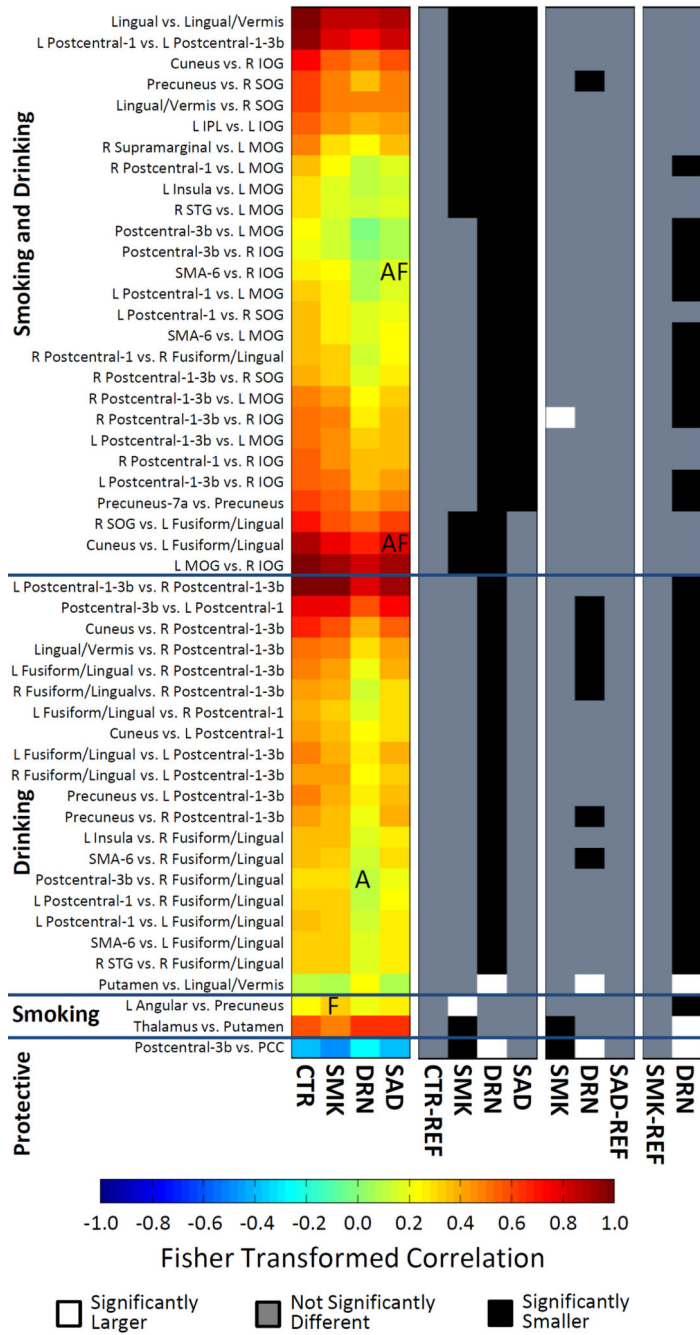 Smoking and Drinking
Lingual vs. Lingual/Vermis
L Postcentral-1 vs. L Postcentral-1-3b
Cuneus vs. R IOG
Precuneus vs. R SOG
Lingual/Vermis vs. R SOG
L IPL vs. L IOG
R Supramarginal vs. L MOG
R Postcentral-1 vs. L MOG
L Insula vs. L MOG
R STG vs. L MOG
Postcentral-3b vs. L MOG
Postcentral-3b vs. R IOG
SMA-6 vs. R IOG AF
L Postcentral-1 vs. L MOG
L Postcentral-1 vs. R SOG
SMA-6 vs. L MOG
R Postcentral-1 vs. R Fusiform/Lingual
R Postcentral-1-3b vs. R SOG
R Postcentral-1-3b vs. L MOG
R Postcentral-1-3b vs. R IOG
L Postcentral-1-3b vs. L MOG
R Postcentral-1 vs. R IOG
L Postcentral-1-3b vs. R IOG
Precuneus-7a vs. Precuneus
R SOG vs. L Fusiform/Lingual
Cuneus vs. L Fusiform/Lingual AF
L MOG vs. R IOG
Drinking
L Postcentral-1-3b vs. R Postcentral-1-3b
Postcentral-3b vs. L Postcentral-1
Cuneus vs. R Postcentral-1-3b
Lingual/Vermis vs. R Postcentral-1-3b
L Fusiform/Lingual vs. R Postcentral-1-3b
R Fusiform/Lingualvs. R Postcentral-1-3b
L Fusiform/Lingual vs. R Postcentral-1
Cuneus vs. L Postcentral-1
L Fusiform/Lingual vs. L Postcentral-1-3b
R Fusiform/Lingual vs. L Postcentral-1-3b
Precuneus vs. L Postcentral-1-3b
Precuneus vs. R Postcentral-1-3b
L Insula vs. R Fusiform/Lingual
SMA-6 vs. R Fusiform/Lingual
Postcentral-3b vs. R Fusiform/Lingual A
L Postcentral-1 vs. R Fusiform/Lingual
L Postcentral-1 vs. L Fusiform/Lingual
SMA-6 vs. L Fusiform/Lingual
R STG vs. R Fusiform/Lingual
Putamen vs. Lingual/Vermis
Smoking
L Angular vs. Precuneus F
Thalamus vs. Putamen
Protective
Postcentral-3b vs. PCC
CTR SMK DRN SAD CTR-REF SMK DRN SAD SMK DRN SAD-REF SMK-REF DRN
-1.0 -0.8 -0.6 -0.4 -0.2 0.0 0.2 0.4 0.6 0.8 1.0
Fisher Transformed Correlation
Significantly Larger
Not Significantly Different
Significantly Smaller